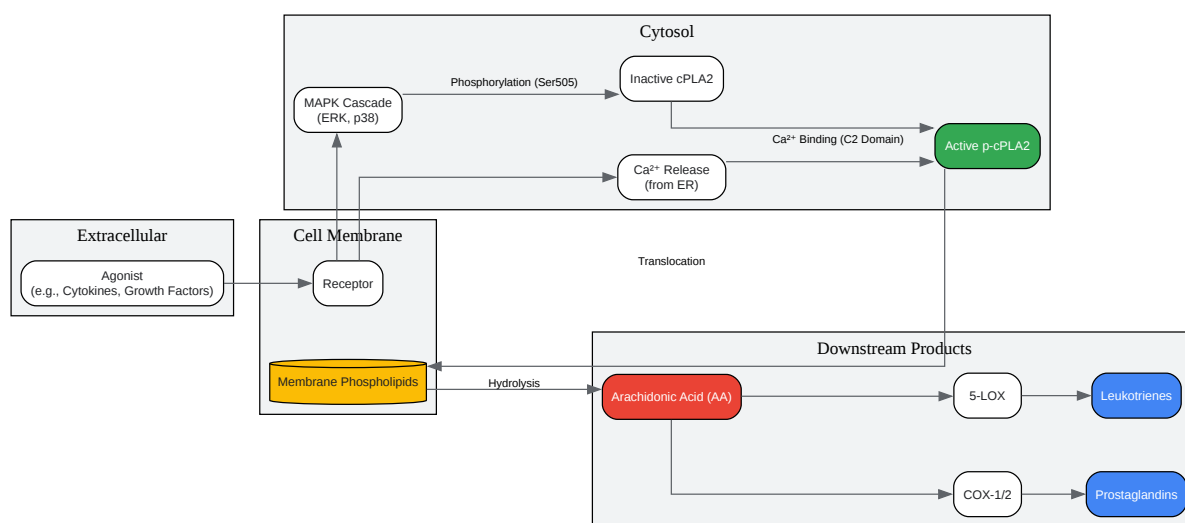 Cytosol
Phosphorylation (Ser505)
Inactive cPLA2
MAPK Cascade
(ERK, p38)
Ca²⁺ Binding (C2 Domain)
Active p-cPLA2
Ca²⁺ Release
(from ER)
Extracellular
Agonist
(e.g., Cytokines, Growth Factors)
Cell Membrane
Receptor
Translocation
Membrane Phospholipids
Hydrolysis
Downstream Products
Arachidonic Acid (AA)
5-LOX
Leukotrienes
COX-1/2
Prostaglandins